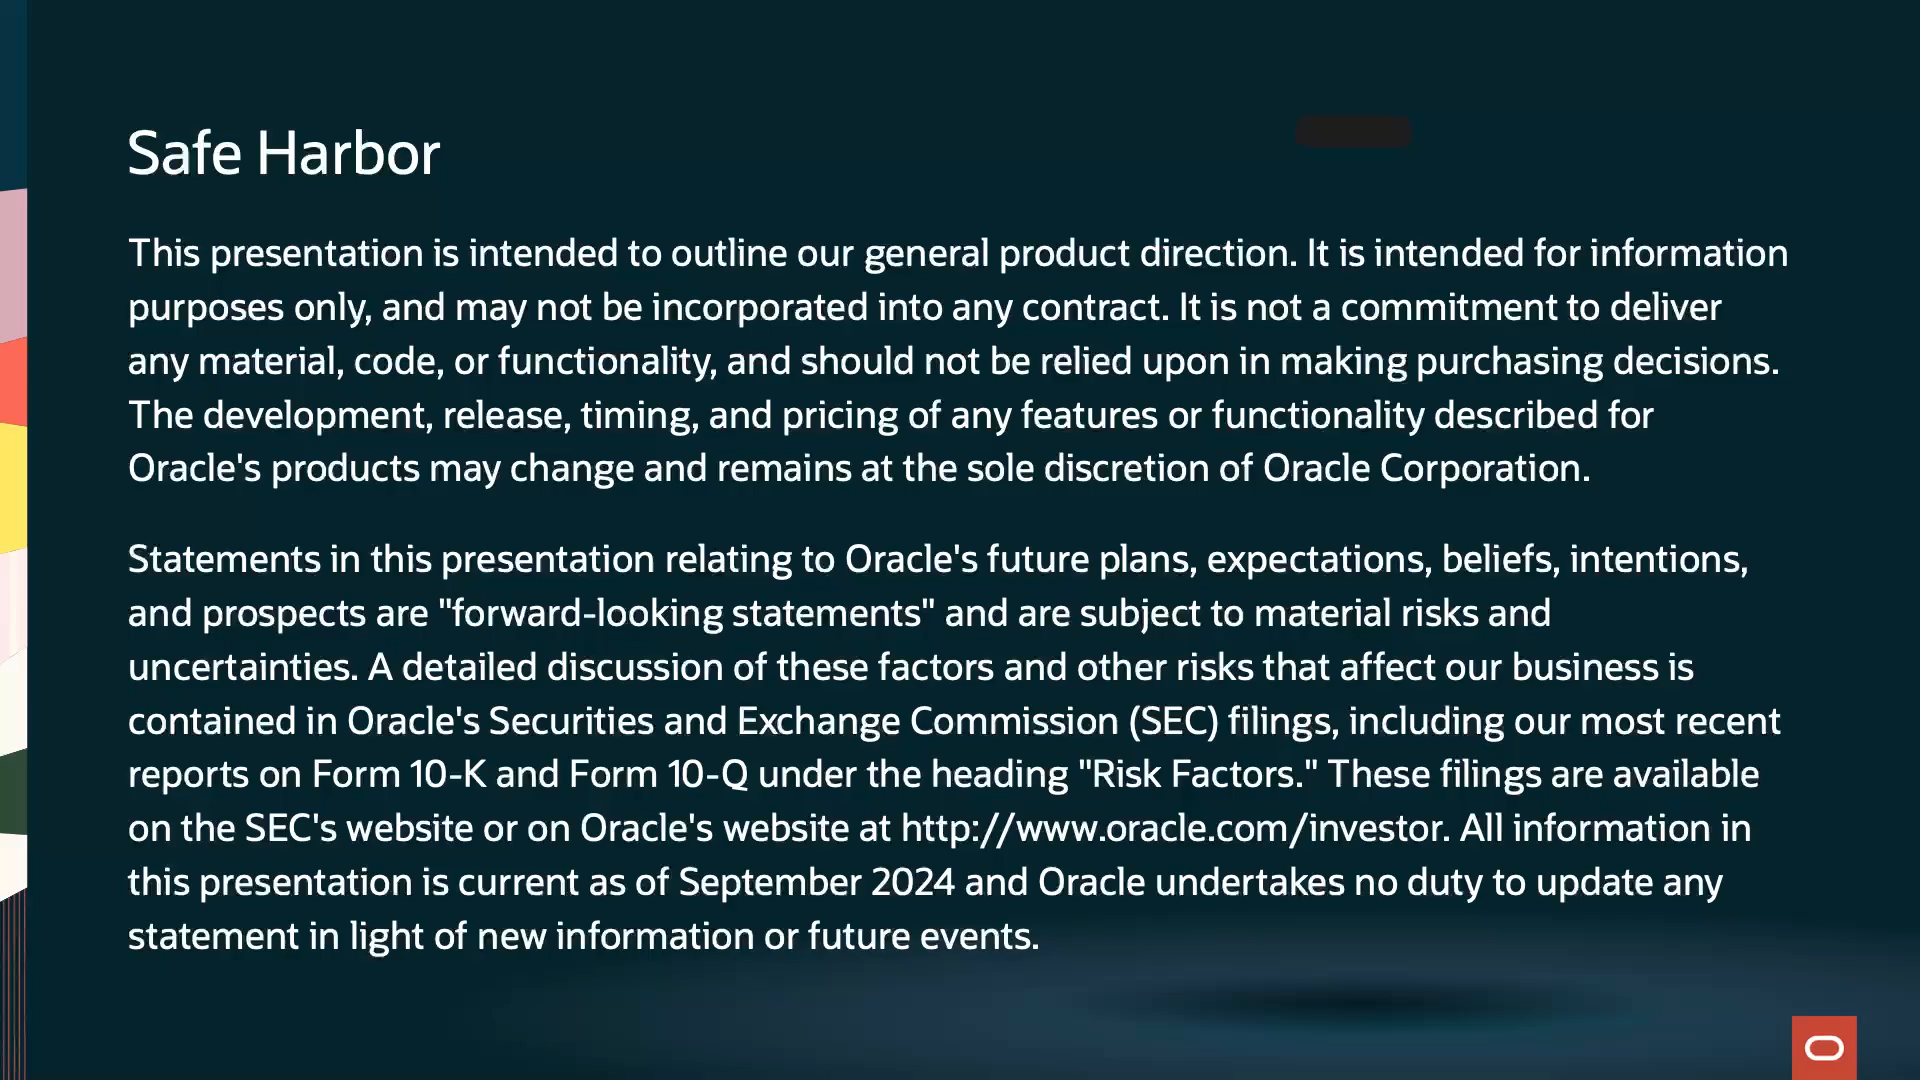 Safe Harbor
This presentation is intended to outline our general product direction. It is intended for information
purposes only, and may not be incorporated into any contract. It is not a commitment to deliver
any material, code, or functionality, and should not be relied upon in making purchasing decisions.
The development, release, timing, and pricing of any features or functionality described for
Oracle's products may change and remains at the sole discretion of Oracle Corporation.
Statements in this presentation relating to Oracle's future plans, expectations, beliefs, intentions,
and prospects are "forward-looking statements" and are subject to material risks and
uncertainties. A detailed discussion of these factors and other risks that affect our business is
contained in Oracle's Securities and Exchange Commission (SEC) filings, including our most recent
reports on Form 10-K and Form 10-Q under the heading "Risk Factors." These filings are available
on the SEC's website or on Oracle's website at http://www.oracle.com/investor. All information in
this presentation is current as of September 2024 and Oracle undertakes no duty to update any
statement in light of new information or future events.